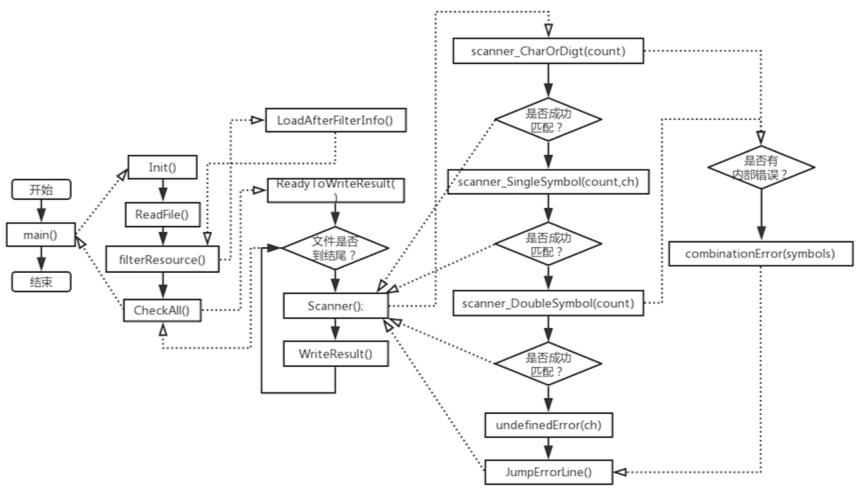 开始
main()
结束
Init()
ReadFile()
filterResource()
CheckAll()
LoadAfterFilterInfo()
ReadyToWriteResult(
)
文件是否
到结尾？
Scanner();
WriteResult()
scanner_CharOrDigt(count)
是否成功
匹配？
scanner_SingleSymbol(count,ch)
是否成功
匹配？
scanner_DoubleSymbol(count)
是否成功
匹配？
undefinedError(ch)
JumpErrorLine()
是否有
内部错误？
combinationError(symbols)